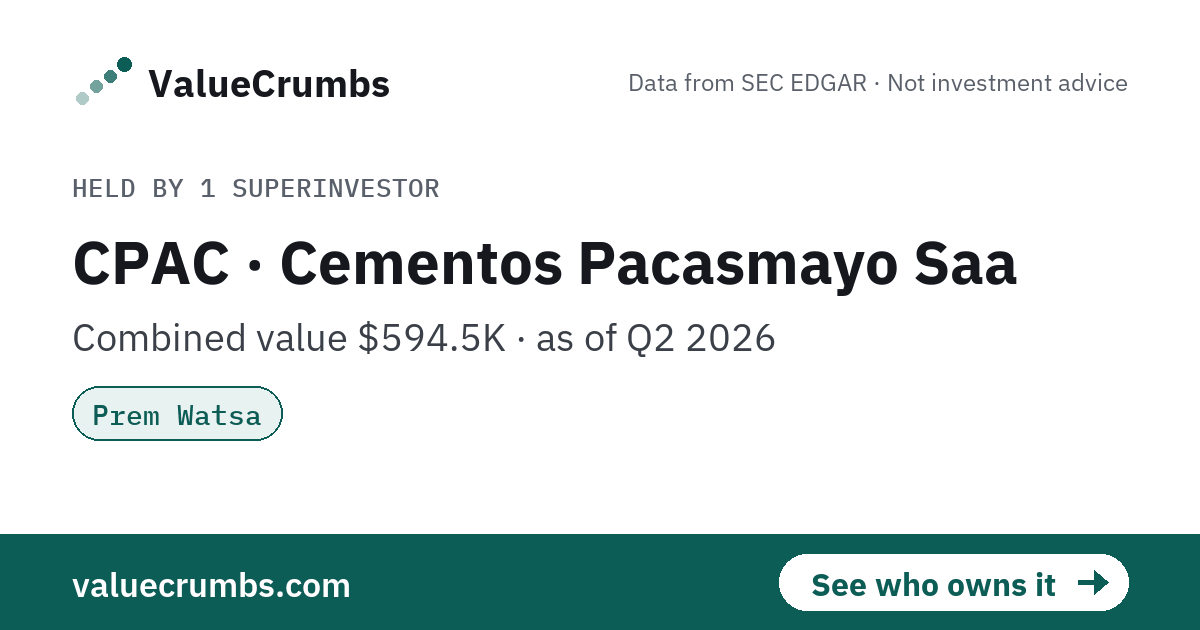 ValueCrumbs
Data from SEC EDGAR · Not investment advice
HELD BY 1 SUPERINVESTOR
CPAC · Cementos Pacasmayo Saa
Combined value $594.5K · as of Q2 2026
Prem Watsa
valuecrumbs.com
See who owns it →